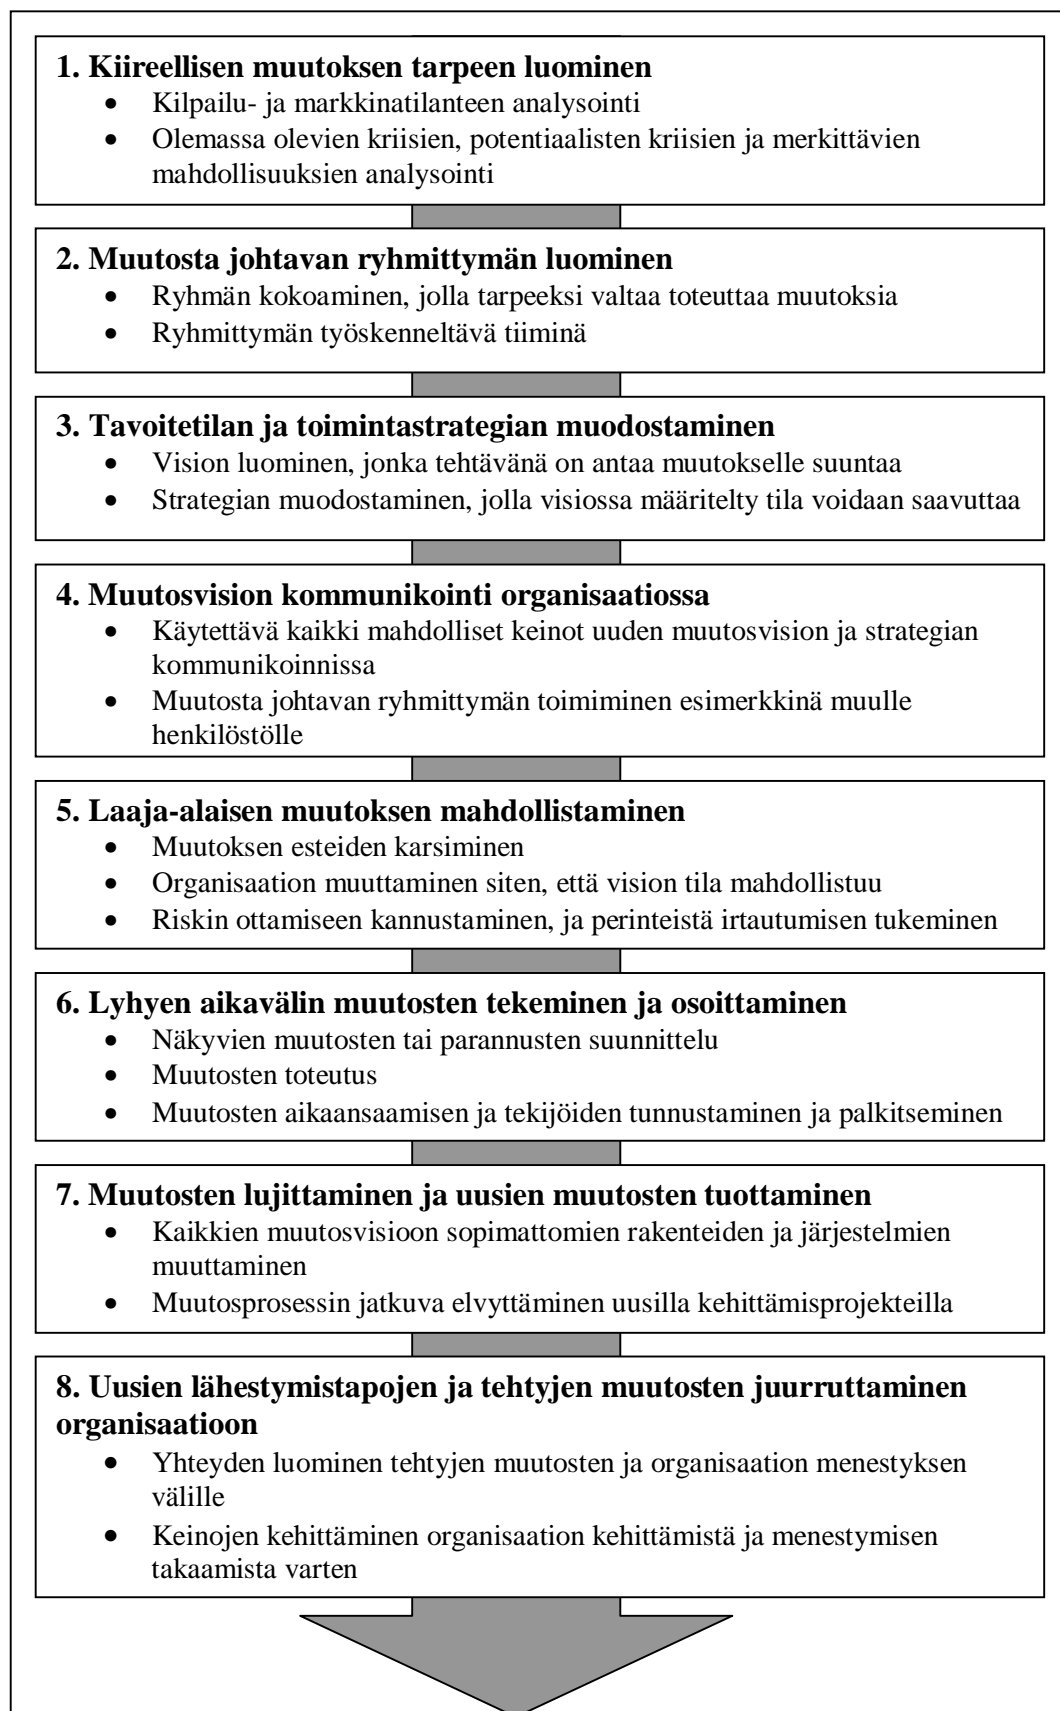 1. Kiireellisen muutoksen tarpeen luominen
• Kilpailu- ja markkinatilanteen analysointi
• Olemassa olevien kriisien, potentiaalisten kriisien ja merkittävien
mahdollisuuksien analysointi
2. Muutosta johtavan ryhmittymän luominen
• Ryhmän kokoaminen, jolla tarpeeksi valtaa toteuttaa muutoksia
• Ryhmittymän työskenneltävä tiiminä
3. Tavoitetilan ja toimintastrategian muodostaminen
• Vision luominen, jonka tehtävänä on antaa muutokselle suuntaa
• Strategian muodostaminen, jolla visiossa määritelty tila voidaan saavuttaa
4. Muutosvision kommunikointi organisaatiossa
• Käytettävä kaikki mahdolliset keinot uuden muutosvision ja strategian
kommunikoinnissa
• Muutosta johtavan ryhmittymän toimiminen esimerkkinä muulle
henkilöstölle
5. Laaja-alaisen muutoksen mahdollistaminen
• Muutoksen esteiden karsiminen
• Organisaation muuttaminen siten, että vision tila mahdollistuu
• Riskin ottamiseen kannustaminen, ja perinteistä irtautumisen tukeminen
6. Lyhyen aikavälin muutosten tekeminen ja osoittaminen
• Näkyvien muutosten tai parannusten suunnittelu
• Muutosten toteutus
• Muutosten aikaansaamisen ja tekijöiden tunnustaminen ja palkitseminen
7. Muutosten lujittaminen ja uusien muutosten tuottaminen
• Kaikkien muutosvisioon sopimattomien rakenteiden ja järjestelmien
muuttaminen
• Muutosprosessin jatkuva elvyttäminen uusilla kehittämisprojekteilla
8. Uusien lähestymistapojen ja tehtyjen muutosten juurruttaminen
organisaatioon
• Yhteyden luominen tehtyjen muutosten ja organisaation menestyksen
välille
• Keinojen kehittäminen organisaation kehittämistä ja menestymisen
takaamista varten